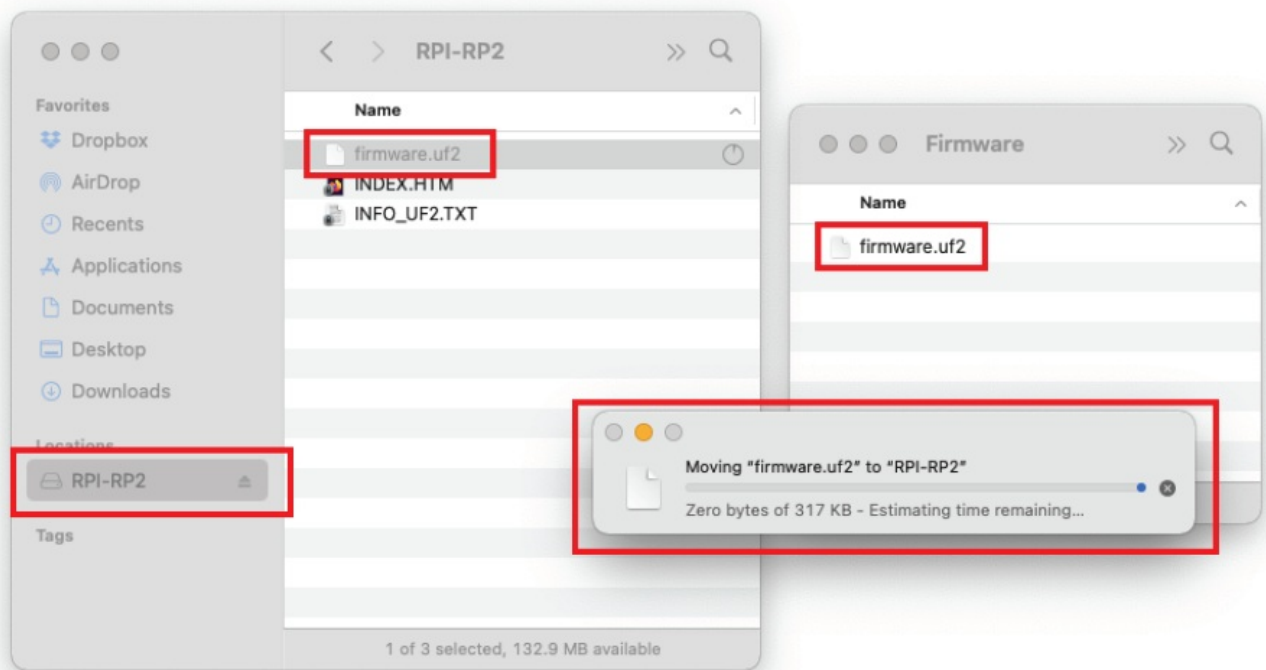 RPI-RP2
Favorites
Dropbox
AirDrop
Recents
Applications
Documents
Desktop
Downloads
Locations
RPI-RP2
Tags
Name
firmware.uf2
INDEX.HTM
INFO_UF2.TXT
1 of 3 selected, 132.9 MB available
Firmware
Name
firmware.uf2
Moving “firmware.uf2” to “RPI-RP2”
Zero bytes of 317 KB - Estimating time remaining...